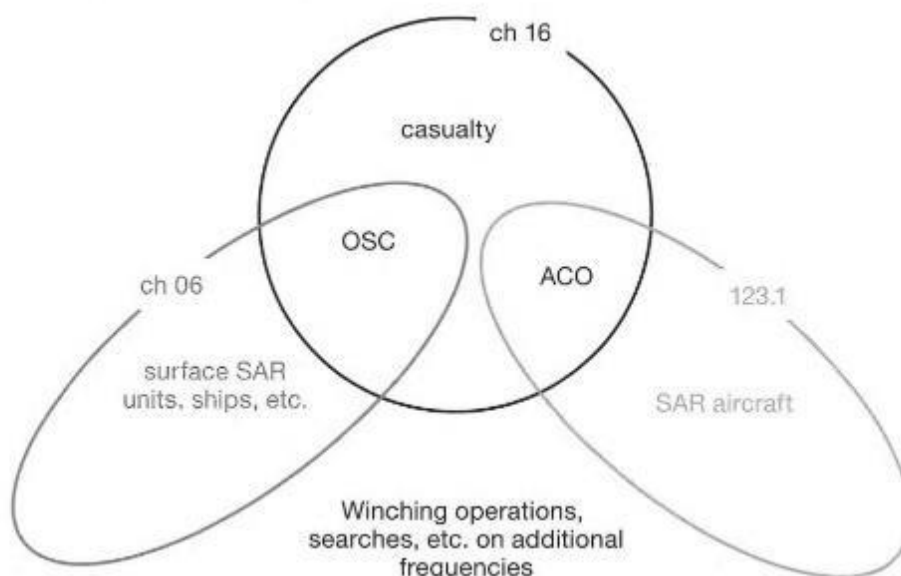 ch 16
casualty
OSC
ACO
ch 06
123.1
surface SAR
units, ships, etc.
SAR aircraft
Winching operations,
searches, etc. on additional
frequencies